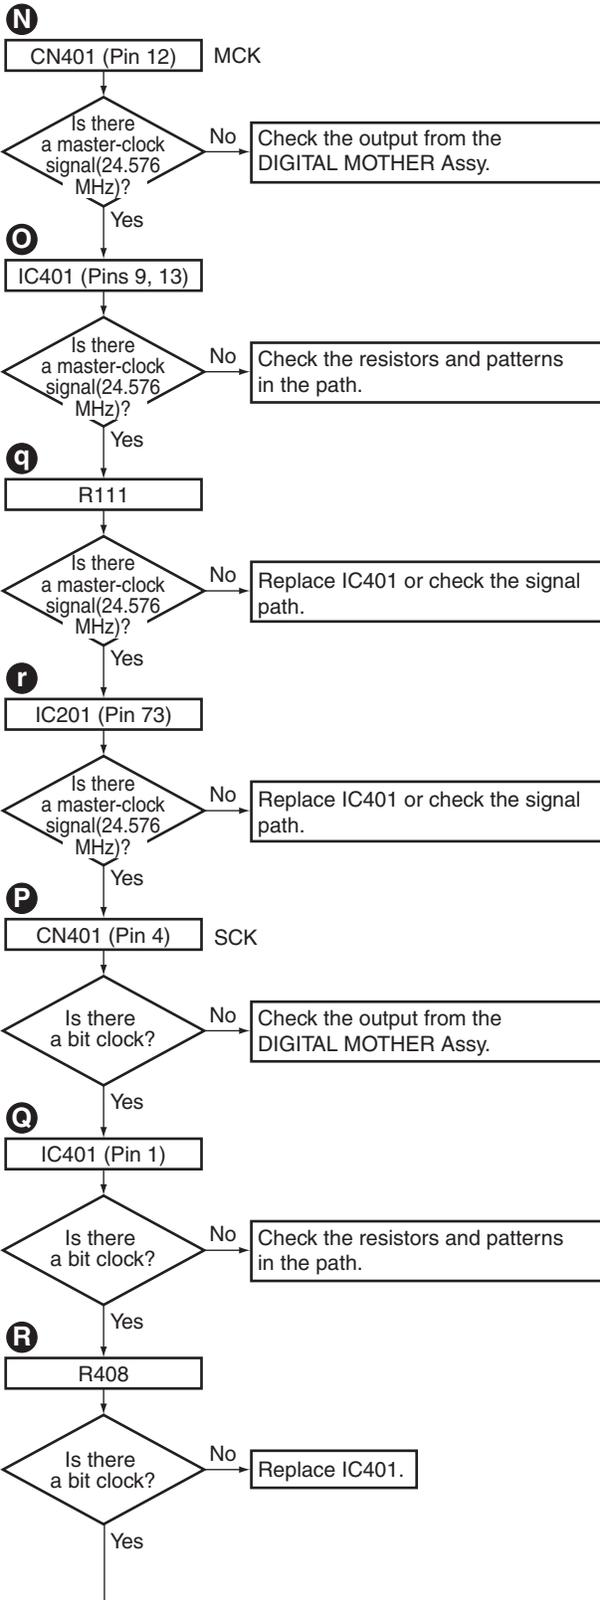 N
CN401 (Pin 12)
MCK
Is there
a master-clock
signal(24.576
MHz)?
No
Check the output from the
DIGITAL MOTHER Assy.
Yes
O
IC401 (Pins 9, 13)
Is there
a master-clock
signal(24.576
MHz)?
No
Check the resistors and patterns
in the path.
Yes
q
R111
Is there
a master-clock
signal(24.576
MHz)?
No
Replace IC401 or check the signal
path.
Yes
r
IC201 (Pin 73)
Is there
a master-clock
signal(24.576
MHz)?
No
Replace IC401 or check the signal
path.
Yes
P
CN401 (Pin 4)
SCK
Is there
a bit clock?
No
Check the output from the
DIGITAL MOTHER Assy.
Yes
Q
IC401 (Pin 1)
Is there
a bit clock?
No
Check the resistors and patterns
in the path.
Yes
R
R408
Is there
a bit clock?
No
Replace IC401.
Yes